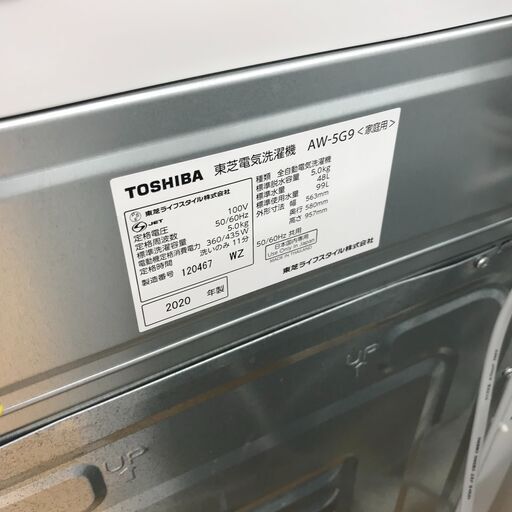 TOSHIBA 東芝電気洗濯機 AW-5G9<家庭用>
東芝ライフスタイル株式会社
JET
定格電圧 100V
定格周波数 50/60Hz
標準洗濯容量 5.0kg
電動機定格消費電力 360/435W
定格時間 洗いのみ 11分
製造番号 120467 WZ
2020 年製
種類 全自動電気洗濯機
標準脱水容量 5.0kg
標準水量 48L
標準使用水量 99L
外形寸法 幅 563mm
奥行 580mm
高さ 957mm
50/60Hz 共用
日本国内専用
Use Only in Japan
MADE IN THAILAND
東芝ライフスタイル株式会社
UP
UP